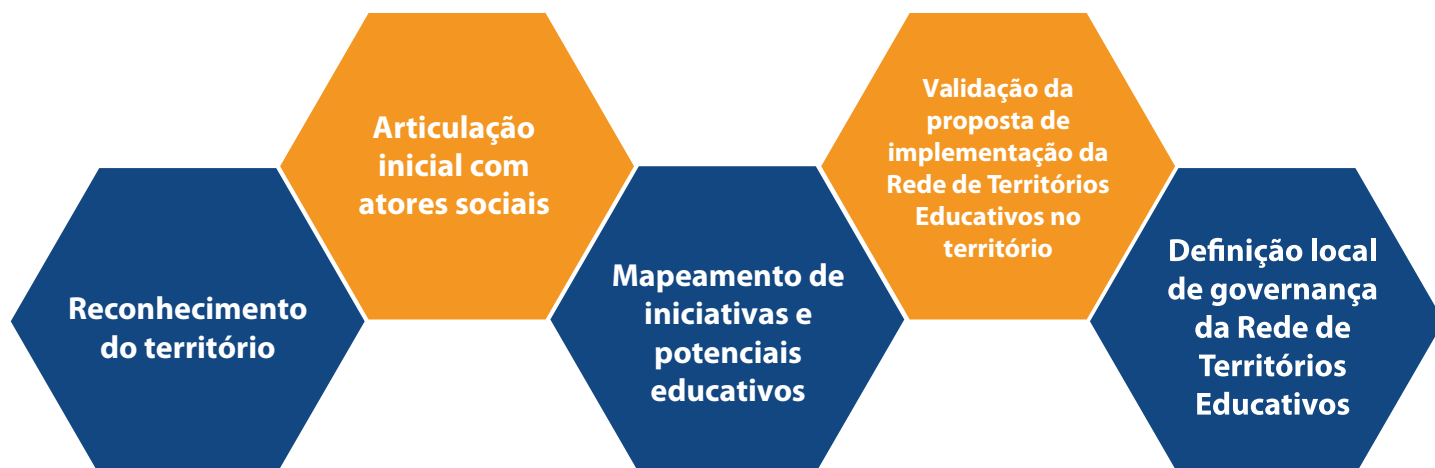 Reconhecimento
do território
Articulação
inicial com
atores sociais
Mapeamento de
iniciativas e
potenciais
educativos
Validação da
proposta de
implementação da
Rede de Territórios
Educativos no
território
Definição local
de governança
da Rede de
Territórios
Educativos